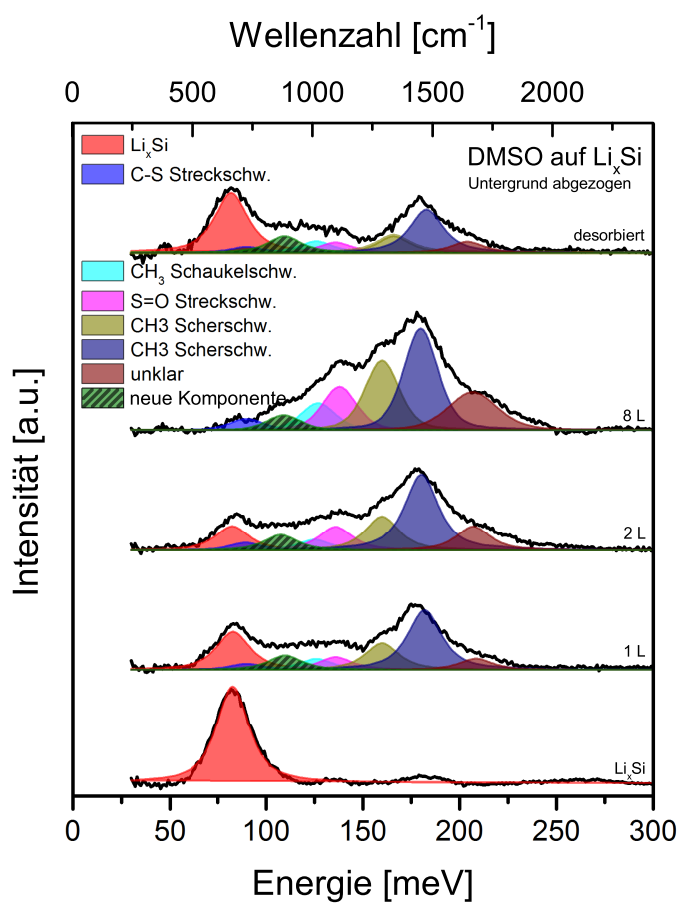 Wellenzahl [cm-1]
0 500 1000 1500 2000
LixSi
C-S Streckschw.
DMSO auf LixSi
Untergrund abgezogen
desorbiert
CH3 Schaukelschw.
S=O Streckschw.
CH3 Scherschw.
CH3 Scherschw.
unklar
neue Komponente
8 L
2 L
1 L
LixSi
Intensität [a.u.]
0 50 100 150 200 250 300
Energie [meV]